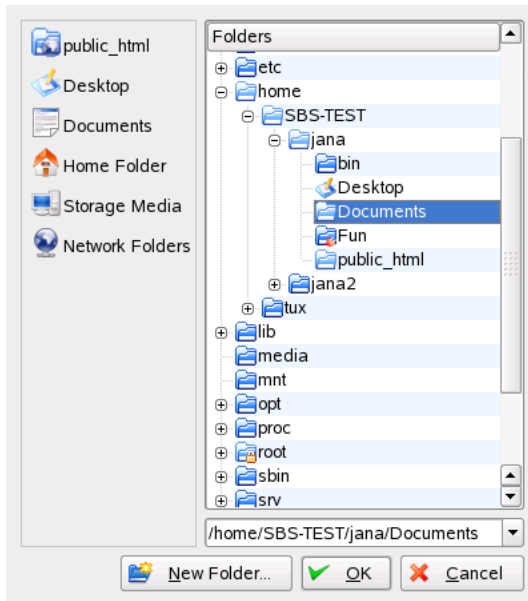 public_html
Desktop
Documents
Home Folder
Storage Media
Network Folders
Folders
etc
home
SBS-TEST
jana
bin
Desktop
Documents
Fun
public_html
jana2
tux
lib
media
mnt
opt
proc
root
sbin
srv
/home/SBS-TEST/jana/Documents
New Folder...
OK
Cancel